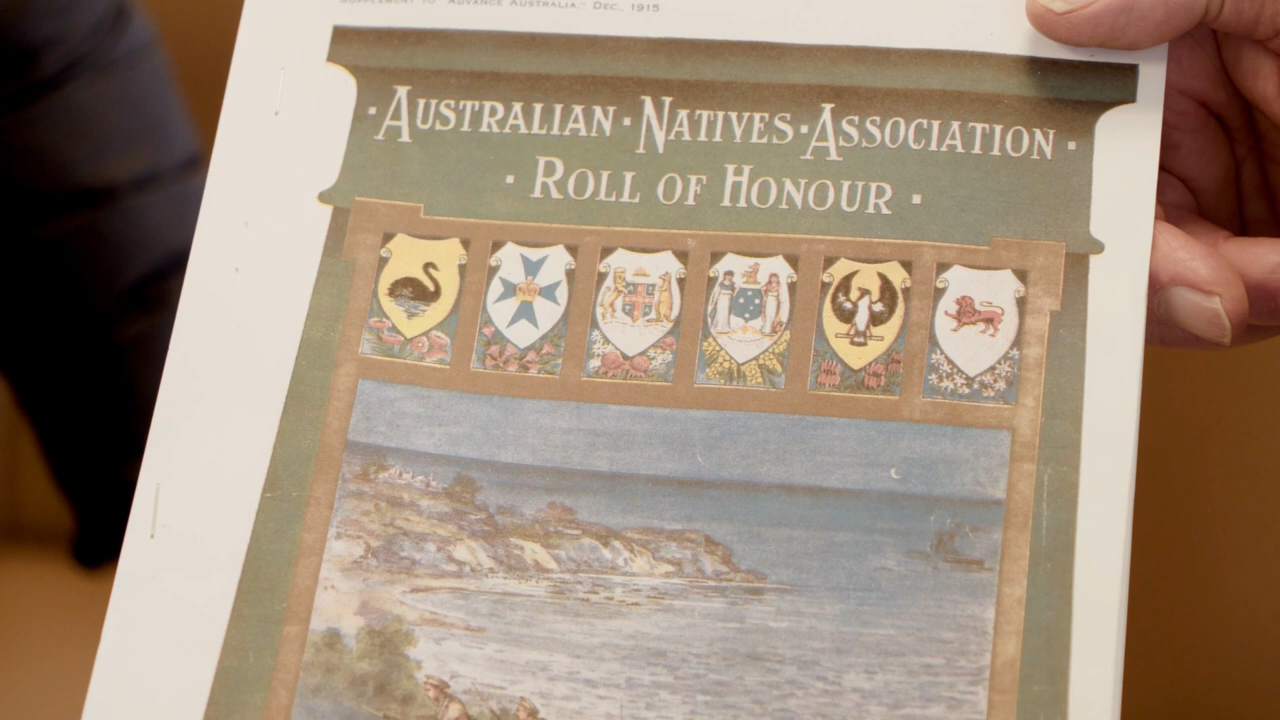 SUPPLEMENT TO "ADVANCE AUSTRALIA." DEC., 1915
· AUSTRALIAN · NATIVES · ASSOCIATION ·
· ROLL OF HONOUR ·